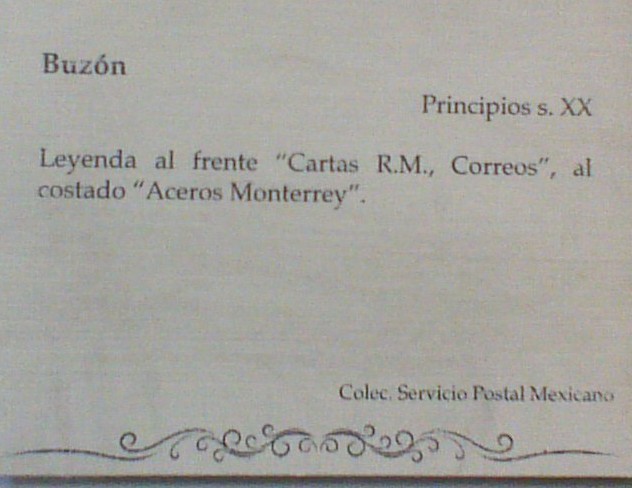 Buzón
Principios s. XX
Leyenda al frente “Cartas R.M., Correos”, al
costado “Aceros Monterrey”.
Colec. Servicio Postal Mexicano